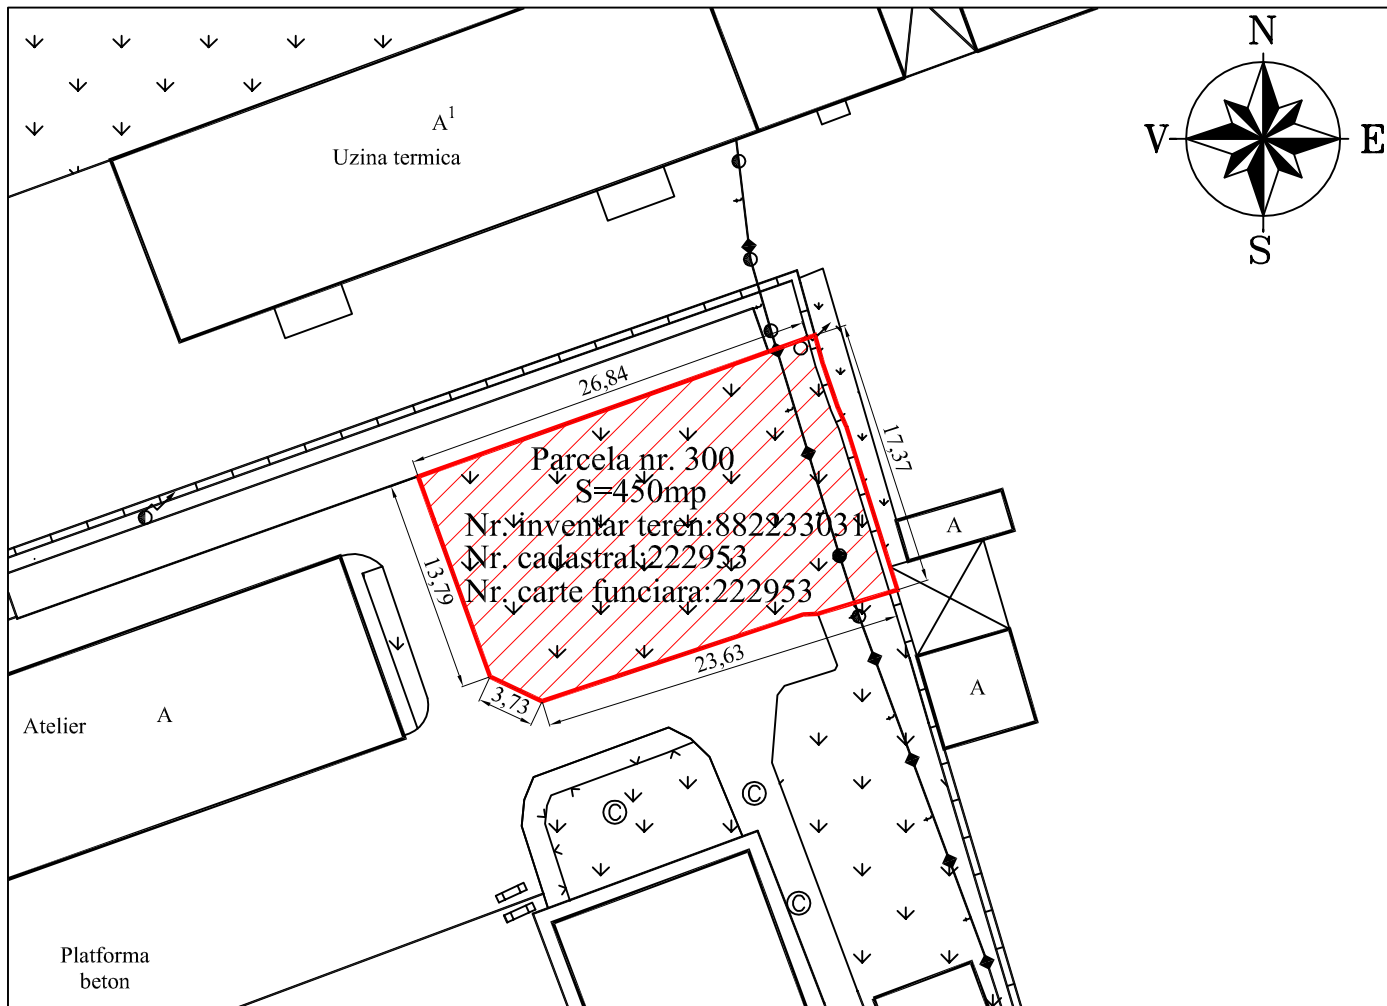 N
A1
Uzina termica
V
E
S
26,84
17,37
Parcela nr. 300
S=450mp
Nr. inventar teren:882233031
Nr. cadastral:222953
Nr. carte funciara:222953
13,79
A
23,63
3,73
A
Atelier
A
C
C
C
Platforma
beton